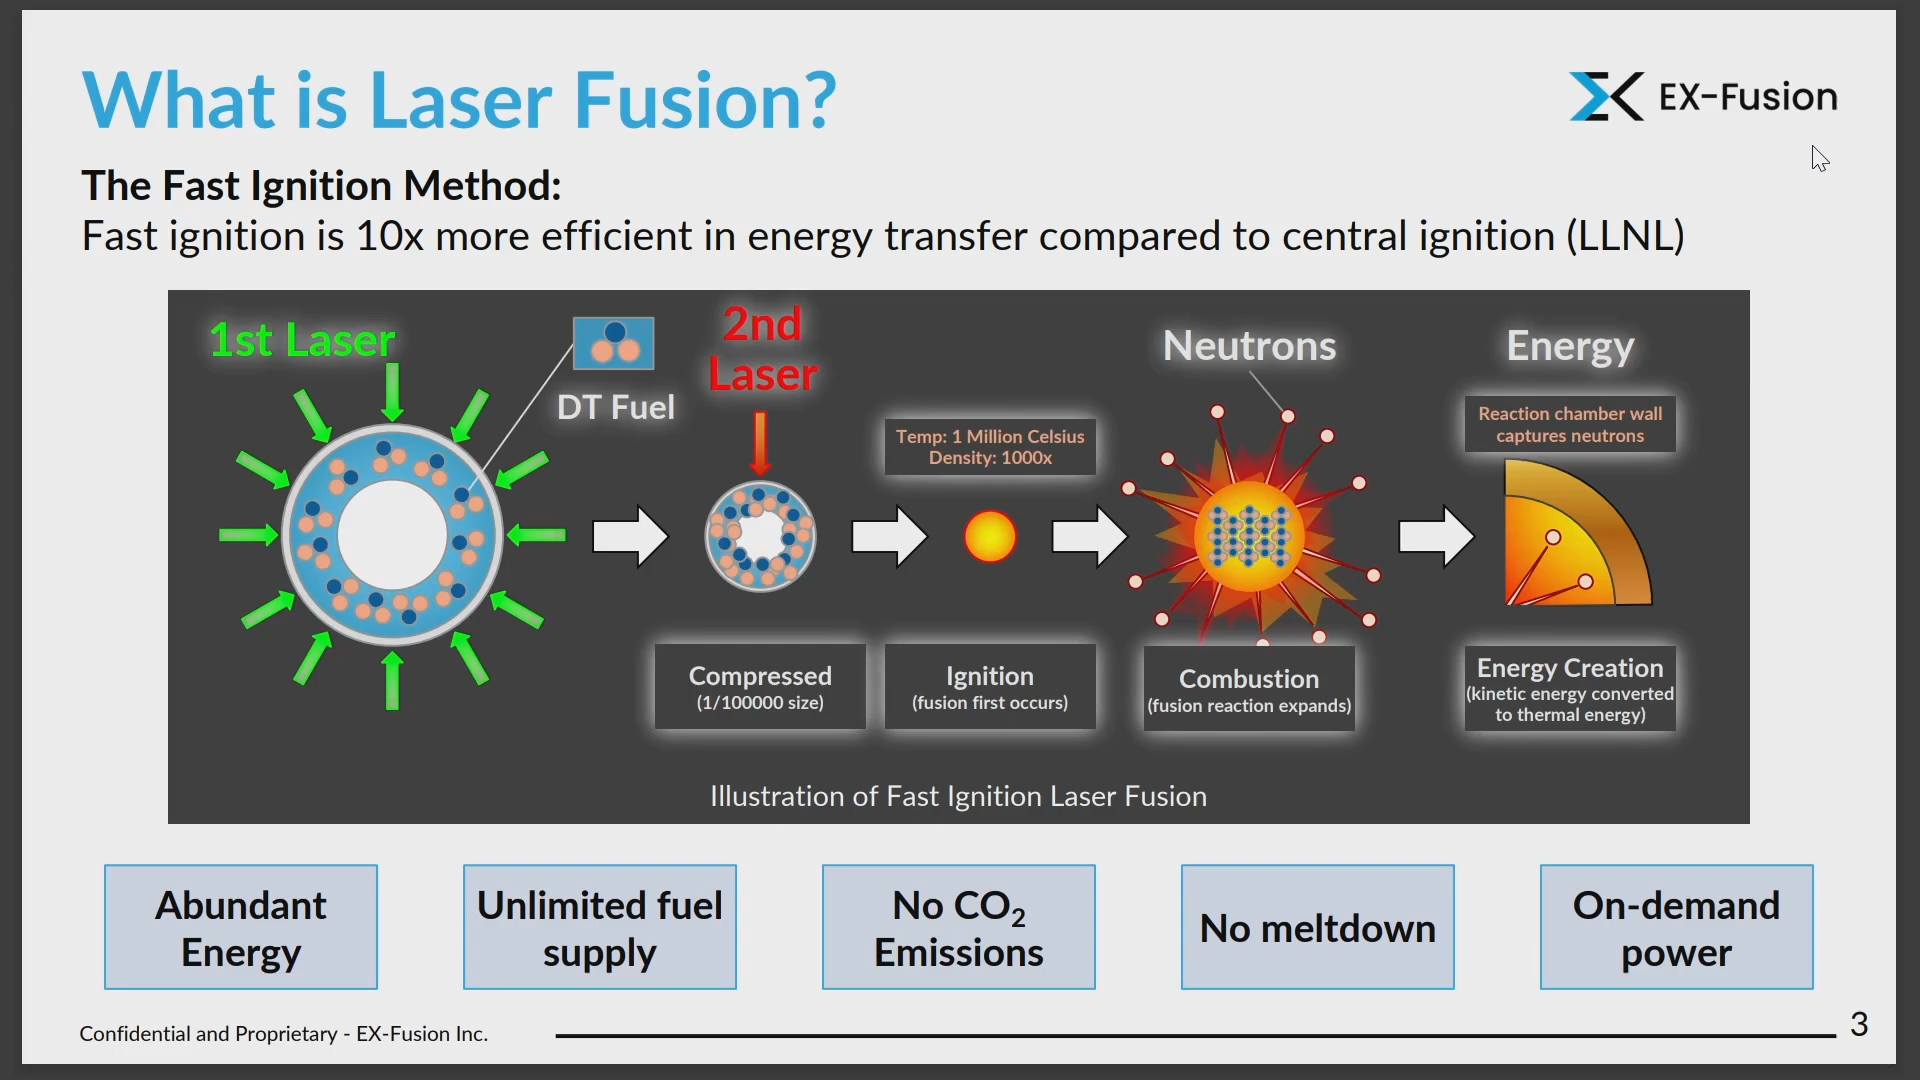 What is Laser Fusion?
EX-Fusion
The Fast Ignition Method:
Fast ignition is 10x more efficient in energy transfer compared to central ignition (LLNL)
1st Laser
DT Fuel
2nd
Laser
Temp: 1 Million Celsius
Density: 1000x
Neutrons
Energy
Reaction chamber wall
captures neutrons
Compressed
(1/100000 size)
Ignition
(fusion first occurs)
Combustion
(fusion reaction expands)
Energy Creation
(kinetic energy converted
to thermal energy)
Illustration of Fast Ignition Laser Fusion
Abundant
Energy
Unlimited fuel
supply
No CO₂
Emissions
No meltdown
On-demand
power
Confidential and Proprietary - EX-Fusion Inc.
3